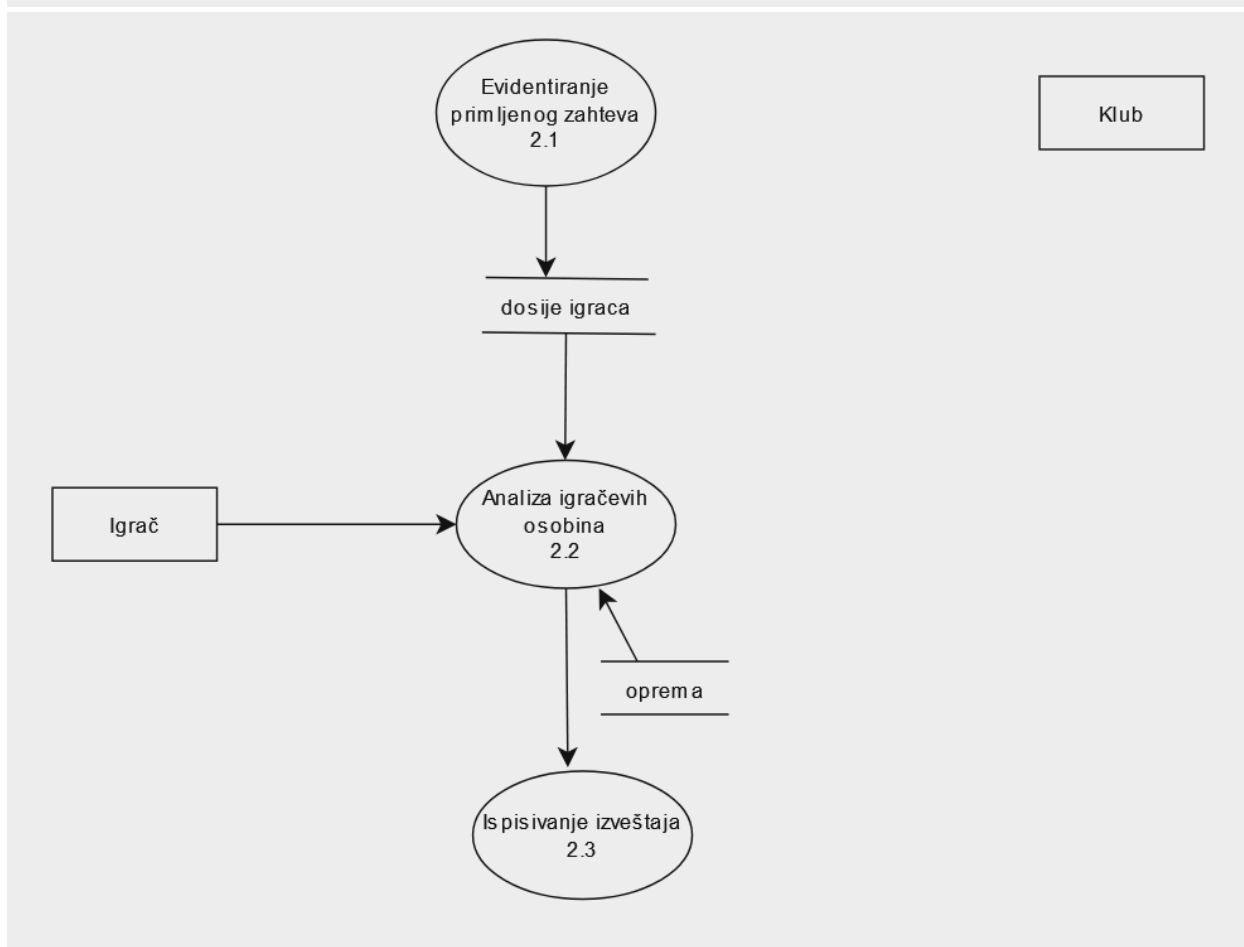 Evidentiranje
primljenog zahteva
2.1
Klub
dosije igraca
Analiza igračevih
osobina
2.2
Igrač
oprema
Ispisivanje izveštaja
2.3